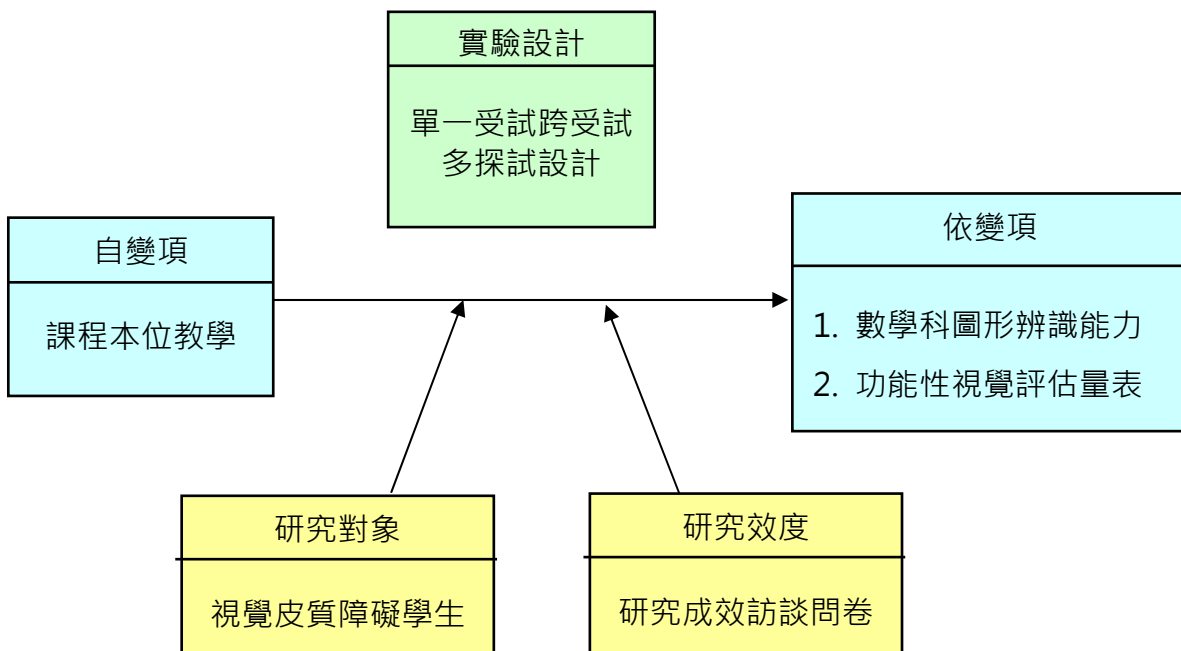 實驗設計
單一受試跨受試
多探試設計
自變項
課程本位教學
依變項
1. 數學科圖形辨識能力
2. 功能性視覺評估量表
研究對象
視覺皮質障礙學生
研究效度
研究成效訪談問卷